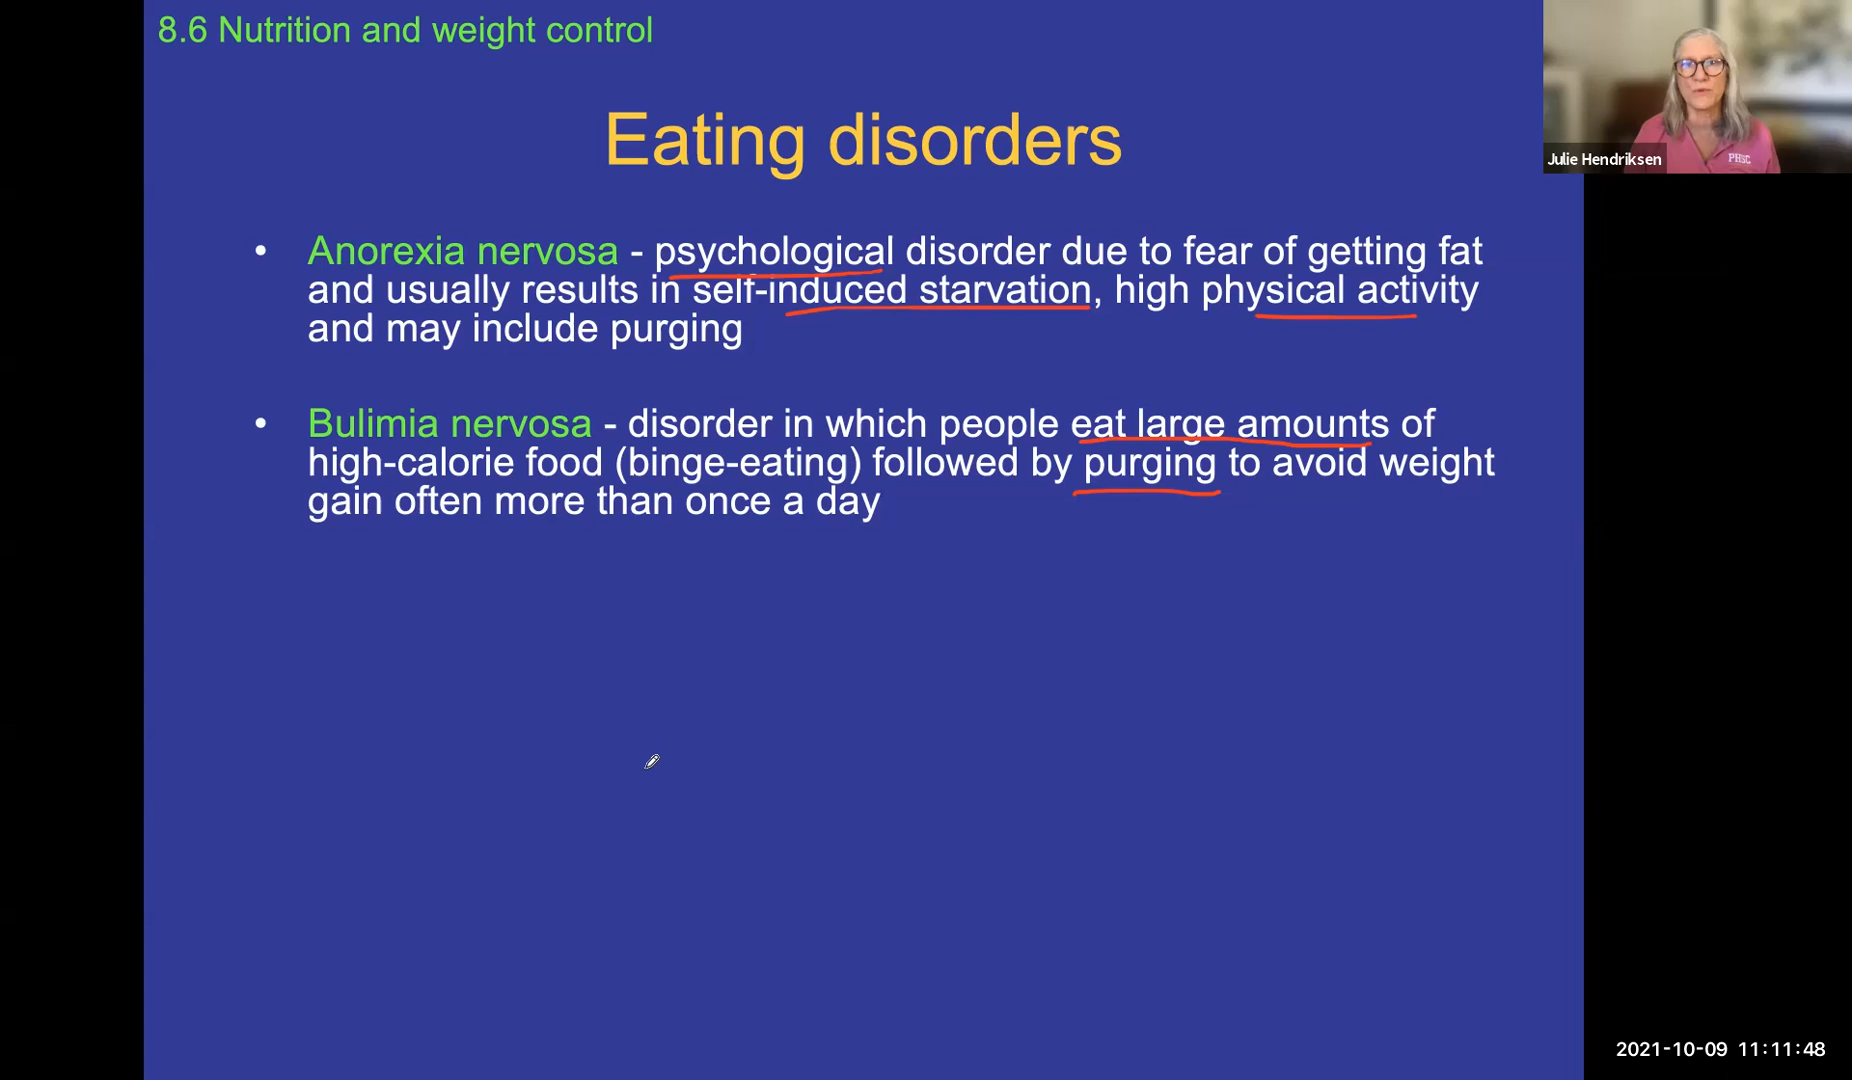 8.6 Nutrition and weight control
Eating disorders
• Anorexia nervosa - psychological disorder due to fear of getting fat
and usually results in self-induced starvation, high physical activity
and may include purging
• Bulimia nervosa - disorder in which people eat large amounts of
high-calorie food (binge-eating) followed by purging to avoid weight
gain often more than once a day
PHSC
Julie Hendriksen
2021-10-09 11:11:48